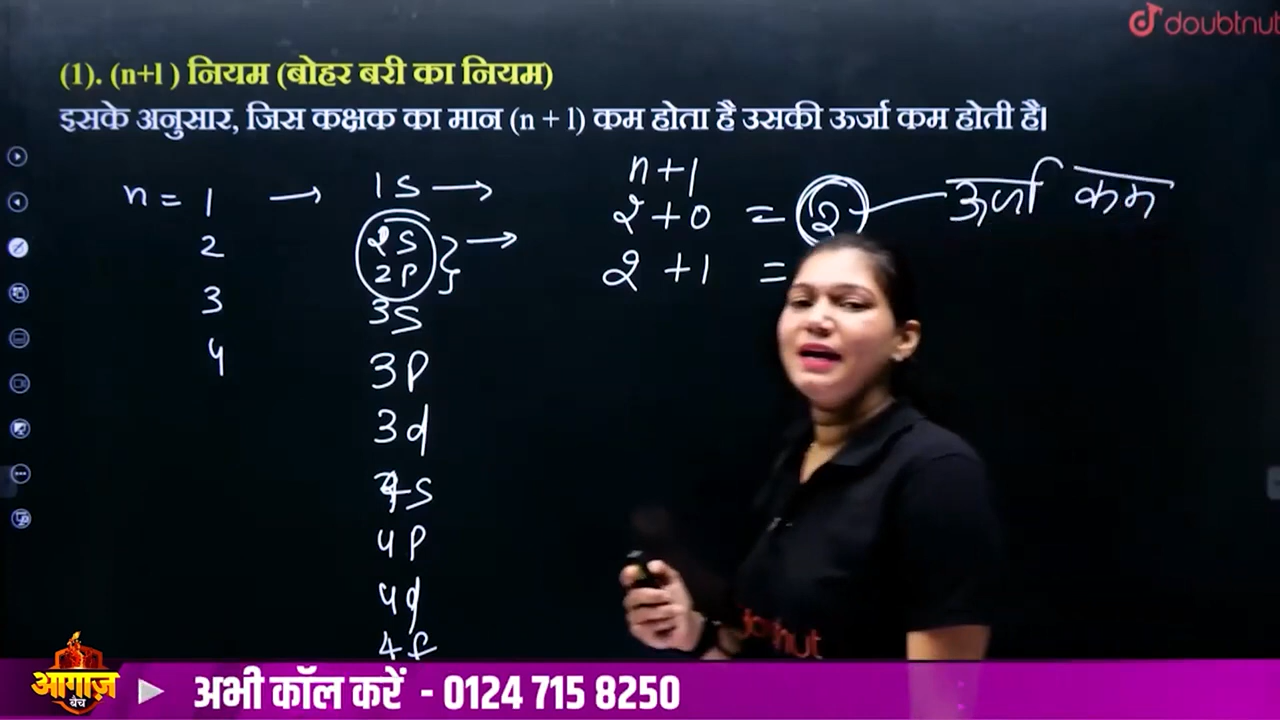 doubtnut
(1). (n+l ) नियम (बोहर बरी का नियम)
इसके अनुसार, जिस कक्षक का मान (n + l) कम होता है उसकी ऊर्जा कम होती है।
n = 1 → 1s →
n+l
2 2s
2+0 = 2 — ऊर्जा कम
2p } →
2 +1 =
3 3s
4 3p
3d
4s
4p
4d
4f
आगाज़
बैच
अभी कॉल करें - 0124 715 8250